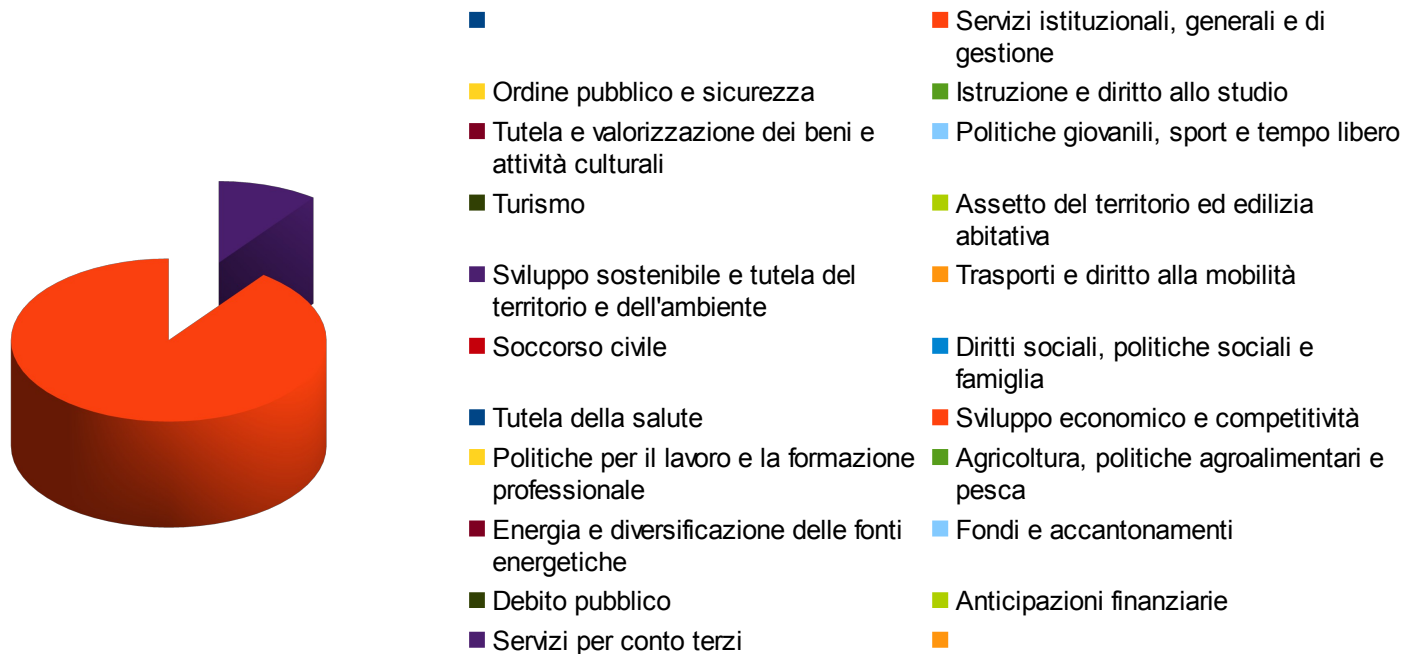 Servizi istituzionali, generali e di
gestione
Ordine pubblico e sicurezza
Istruzione e diritto allo studio
Tutela e valorizzazione dei beni e
attività culturali
Politiche giovanili, sport e tempo libero
Turismo
Assetto del territorio ed edilizia
abitativa
Sviluppo sostenibile e tutela del
territorio e dell'ambiente
Trasporti e diritto alla mobilità
Soccorso civile
Diritti sociali, politiche sociali e
famiglia
Tutela della salute
Sviluppo economico e competitività
Politiche per il lavoro e la formazione
professionale
Agricoltura, politiche agroalimentari e
pesca
Energia e diversificazione delle fonti
energetiche
Fondi e accantonamenti
Debito pubblico
Anticipazioni finanziarie
Servizi per conto terzi